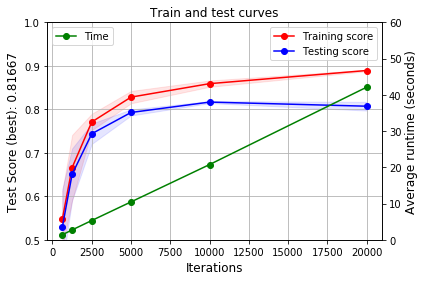 Train and test curves
Time
Training score
Testing score
Test Score (best): 0.81667
1.0
0.9
0.8
0.7
0.6
0.5
60
50
40
30
20
10
0
Average runtime (seconds)
0 2500 5000 7500 10000 12500 15000 17500 20000
Iterations